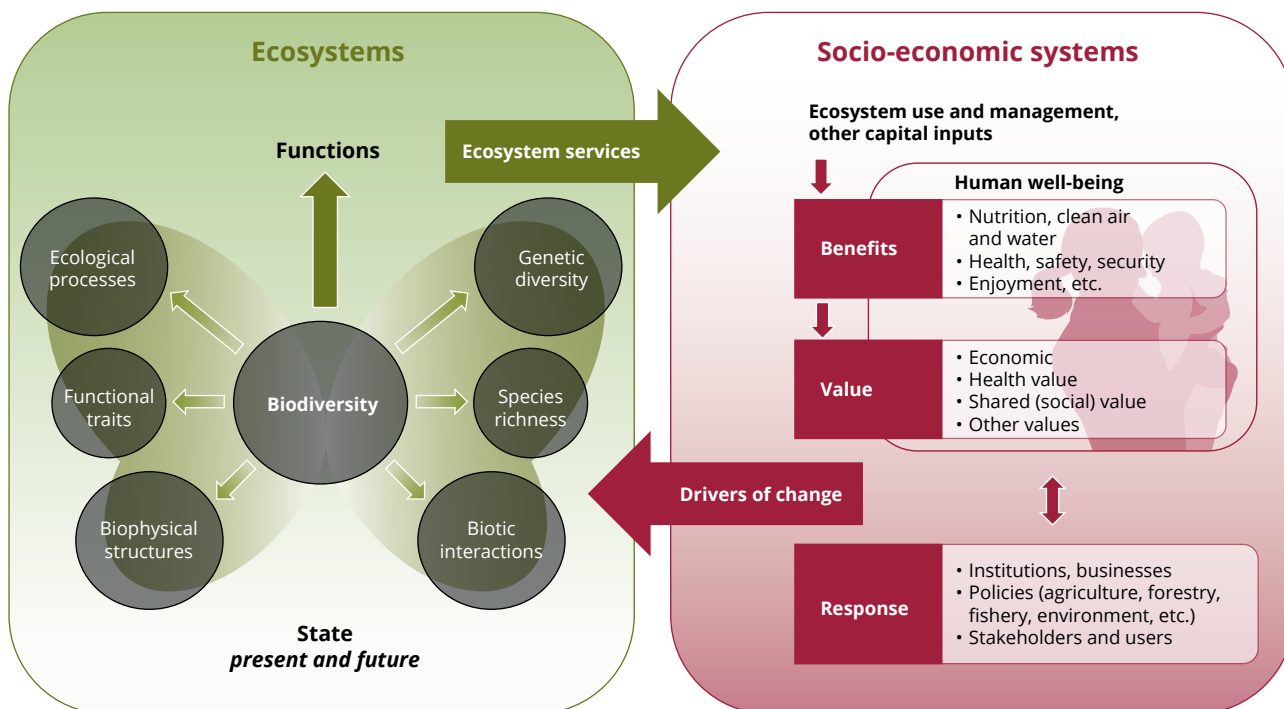 Ecosystems
Functions
Ecological
processes
Genetic
diversity
Functional
traits
Biodiversity
Species
richness
Biophysical
structures
Biotic
interactions
State
present and future
Ecosystem services
Drivers of change
Socio-economic systems
Ecosystem use and management,
other capital inputs
Human well-being
Benefits
• Nutrition, clean air
and water
• Health, safety, security
• Enjoyment, etc.
Value
• Economic
• Health value
• Shared (social) value
• Other values
Response
• Institutions, businesses
• Policies (agriculture, forestry,
fishery, environment, etc.)
• Stakeholders and users